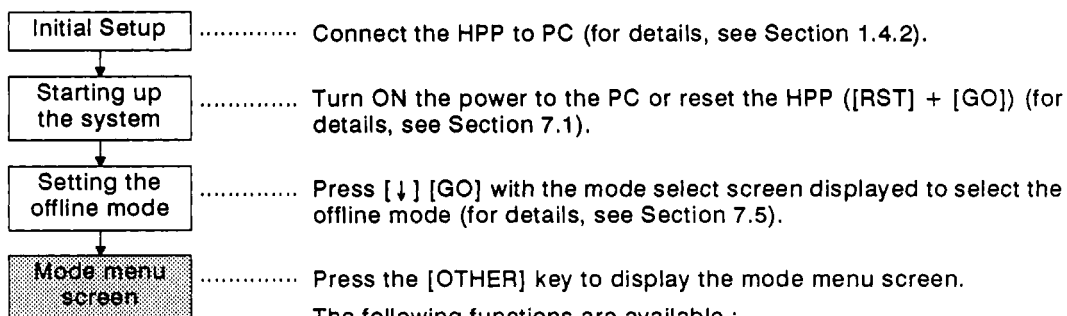 Initial Setup .............. Connect the HPP to PC (for details, see Section 1.4.2).
Starting up
the system .............. Turn ON the power to the PC or reset the HPP ([RST] + [GO]) (for
details, see Section 7.1).
Setting the
offline mode .............. Press [↓] [GO] with the mode select screen displayed to select the
offline mode (for details, see Section 7.5).
Mode menu
screen .............. Press the [OTHER] key to display the mode menu screen.
The following functions are available :